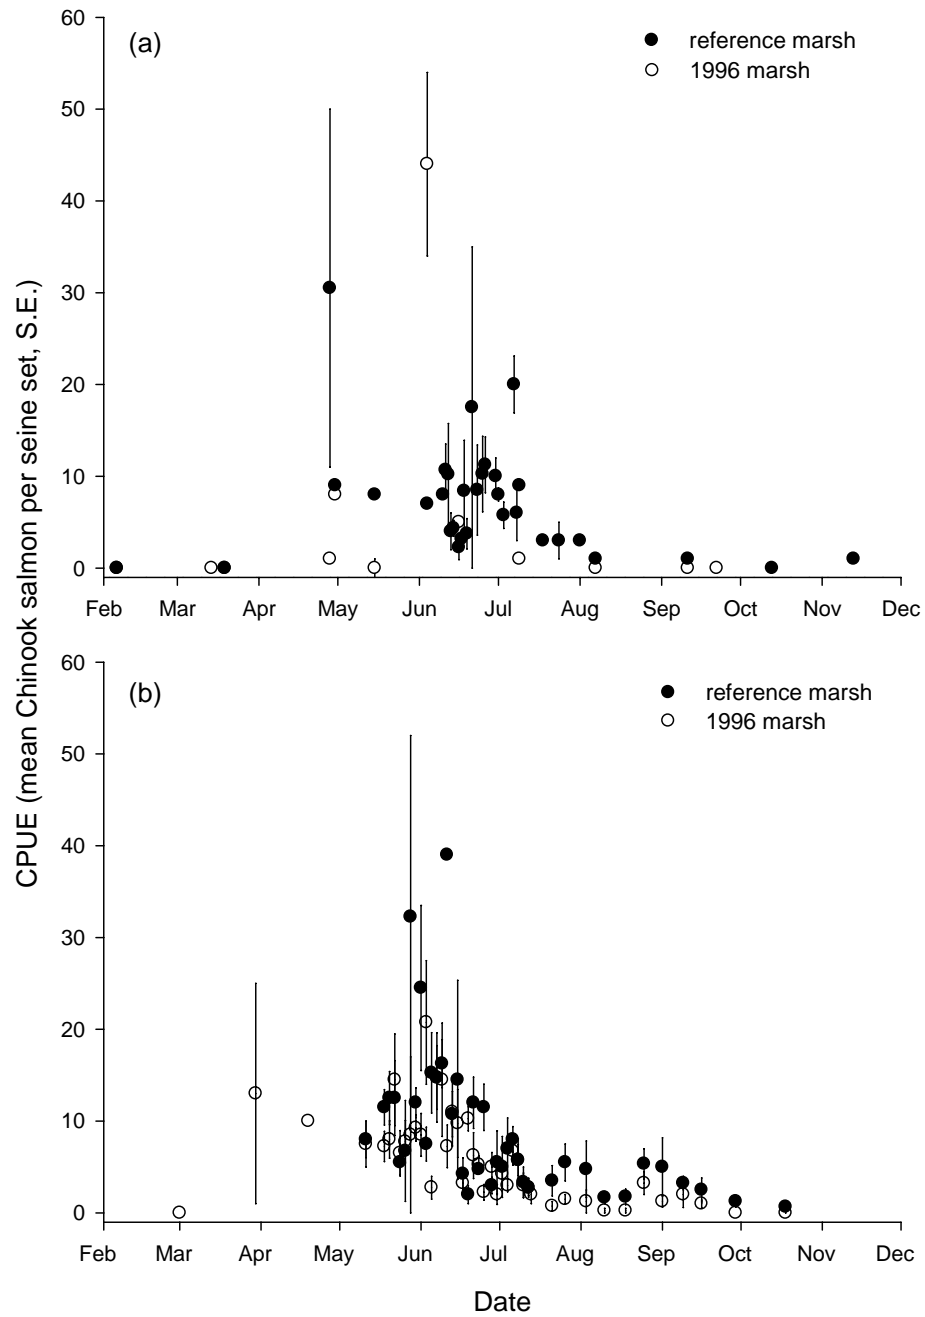 60
(a)
reference marsh
1996 marsh
50
40
30
20
10
0
Feb Mar Apr May Jun Jul Aug Sep Oct Nov Dec
CPUE (mean Chinook salmon per seine set, S.E.)
60
(b)
reference marsh
1996 marsh
50
40
30
20
10
0
Feb Mar Apr May Jun Jul Aug Sep Oct Nov Dec
Date